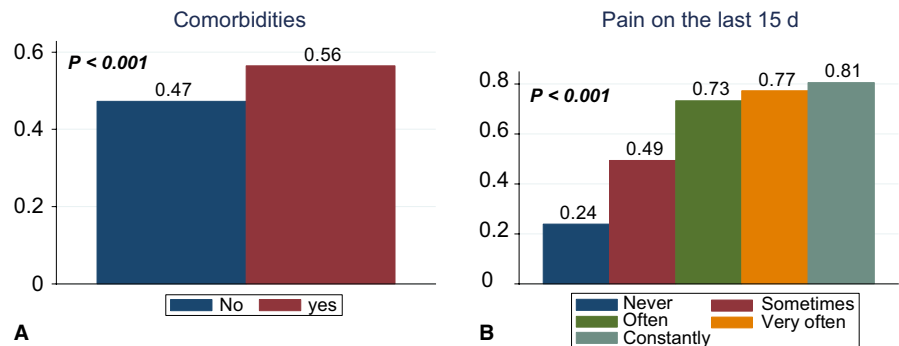 Comorbidities
P < 0.001
0.6
0.4
0.2
0
0.47
0.56
No yes
A
Pain on the last 15 d
P < 0.001
0.8
0.6
0.4
0.2
0
0.24
0.49
0.73
0.77
0.81
Never Sometimes
Often Very often
Constantly
B